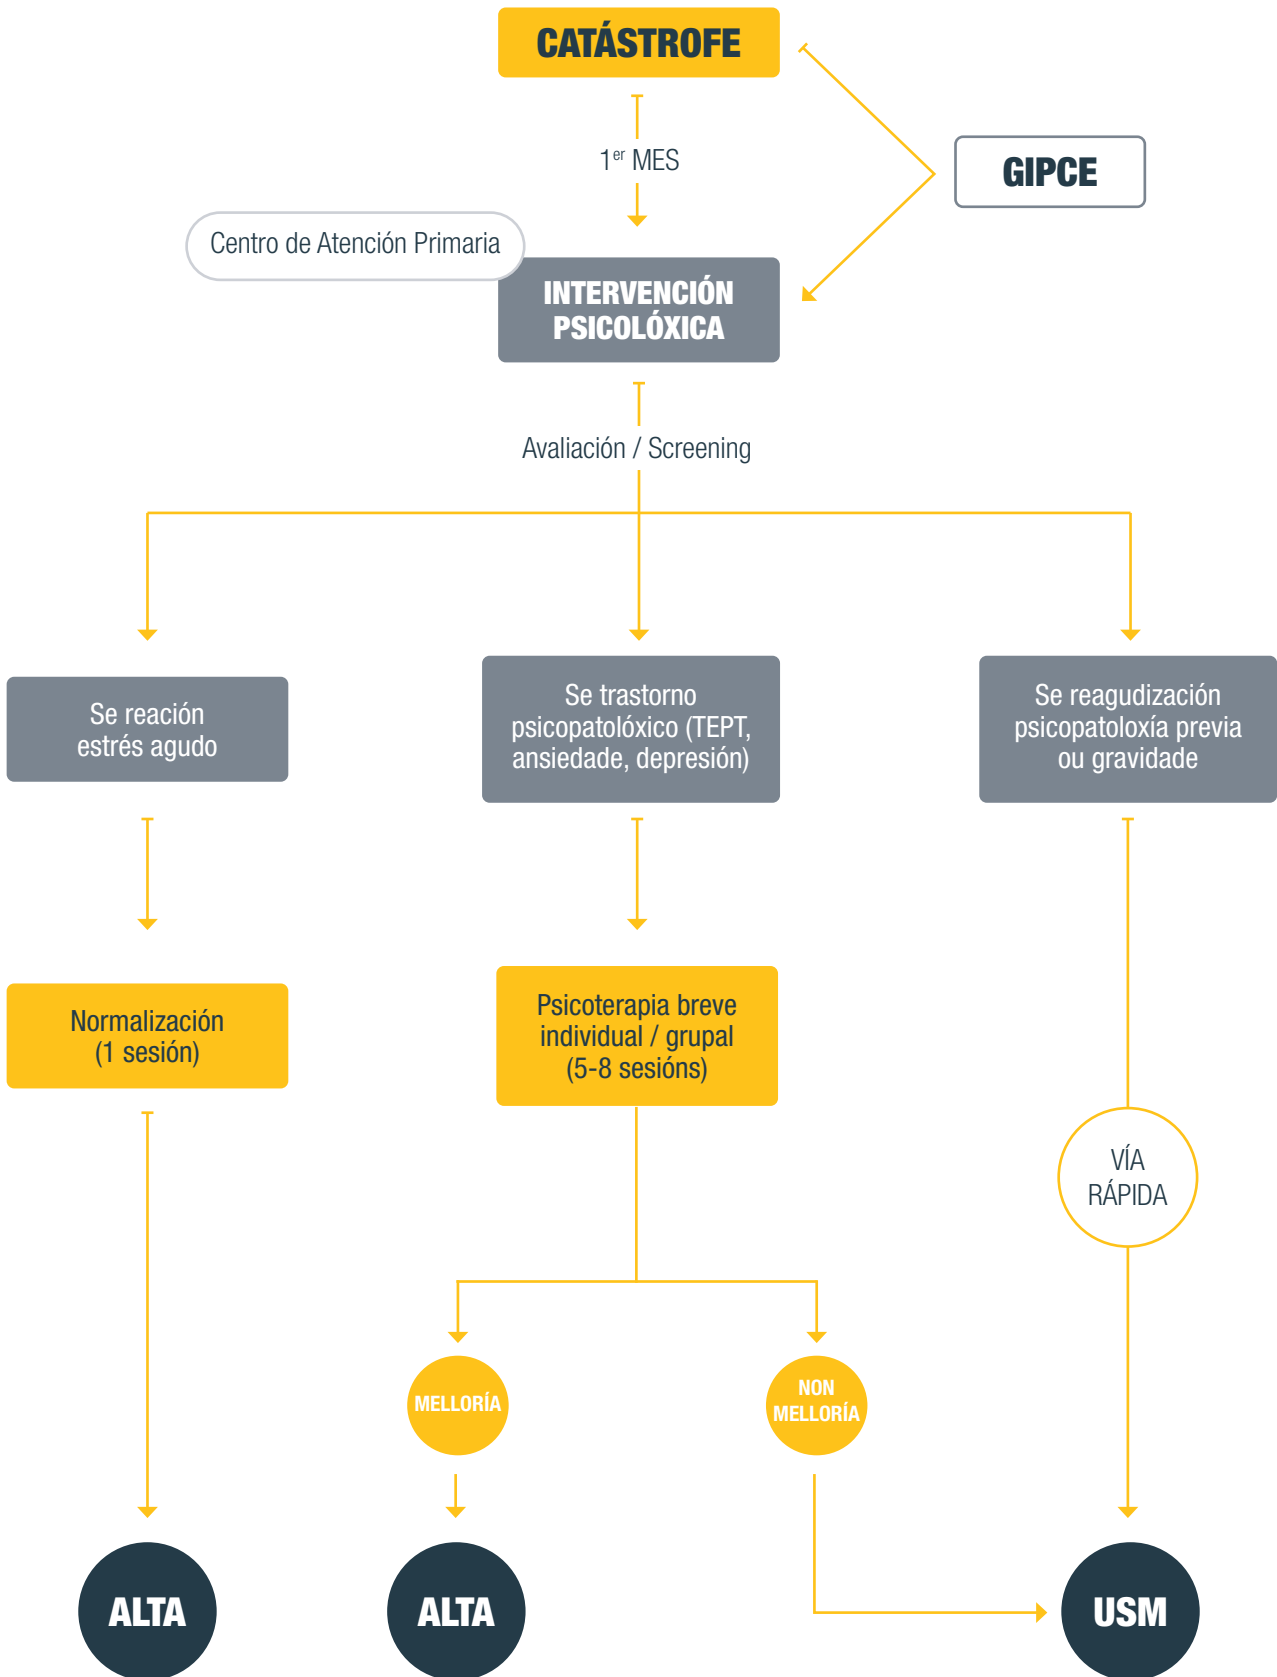 CATÁSTROFE
1er MES
GIPCE
Centro de Atención Primaria
INTERVENCIÓN
PSICOLÓXICA
Avaliación / Screening
Se reación
estrés agudo
Se trastorno
psicopatolóxico (TEPT,
ansiedade, depresión)
Se reagudización
psicopatoloxía previa
ou gravidade
Normalización
(1 sesión)
Psicoterapia breve
individual / grupal
(5-8 sesións)
VÍA
RÁPIDA
MELLORÍA
NON
MELLORÍA
ALTA
ALTA
USM